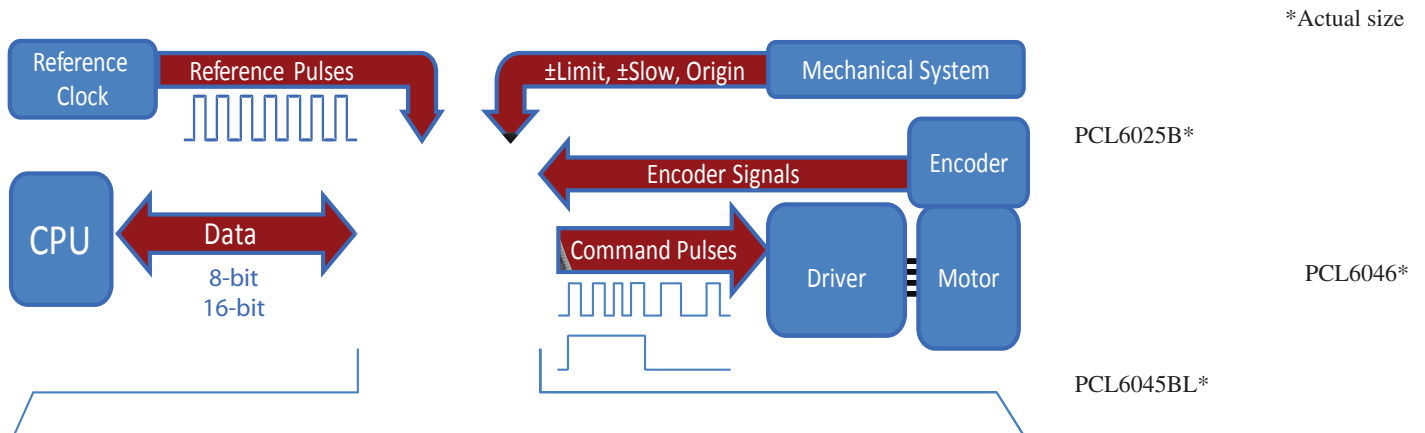 *Actual size
Reference
Clock
Reference Pulses
±Limit, ±Slow, Origin
Mechanical System
PCL6025B*
Encoder
Encoder Signals
CPU
Data
8-bit
16-bit
Command Pulses
Driver
Motor
PCL6046*
PCL6045BL*